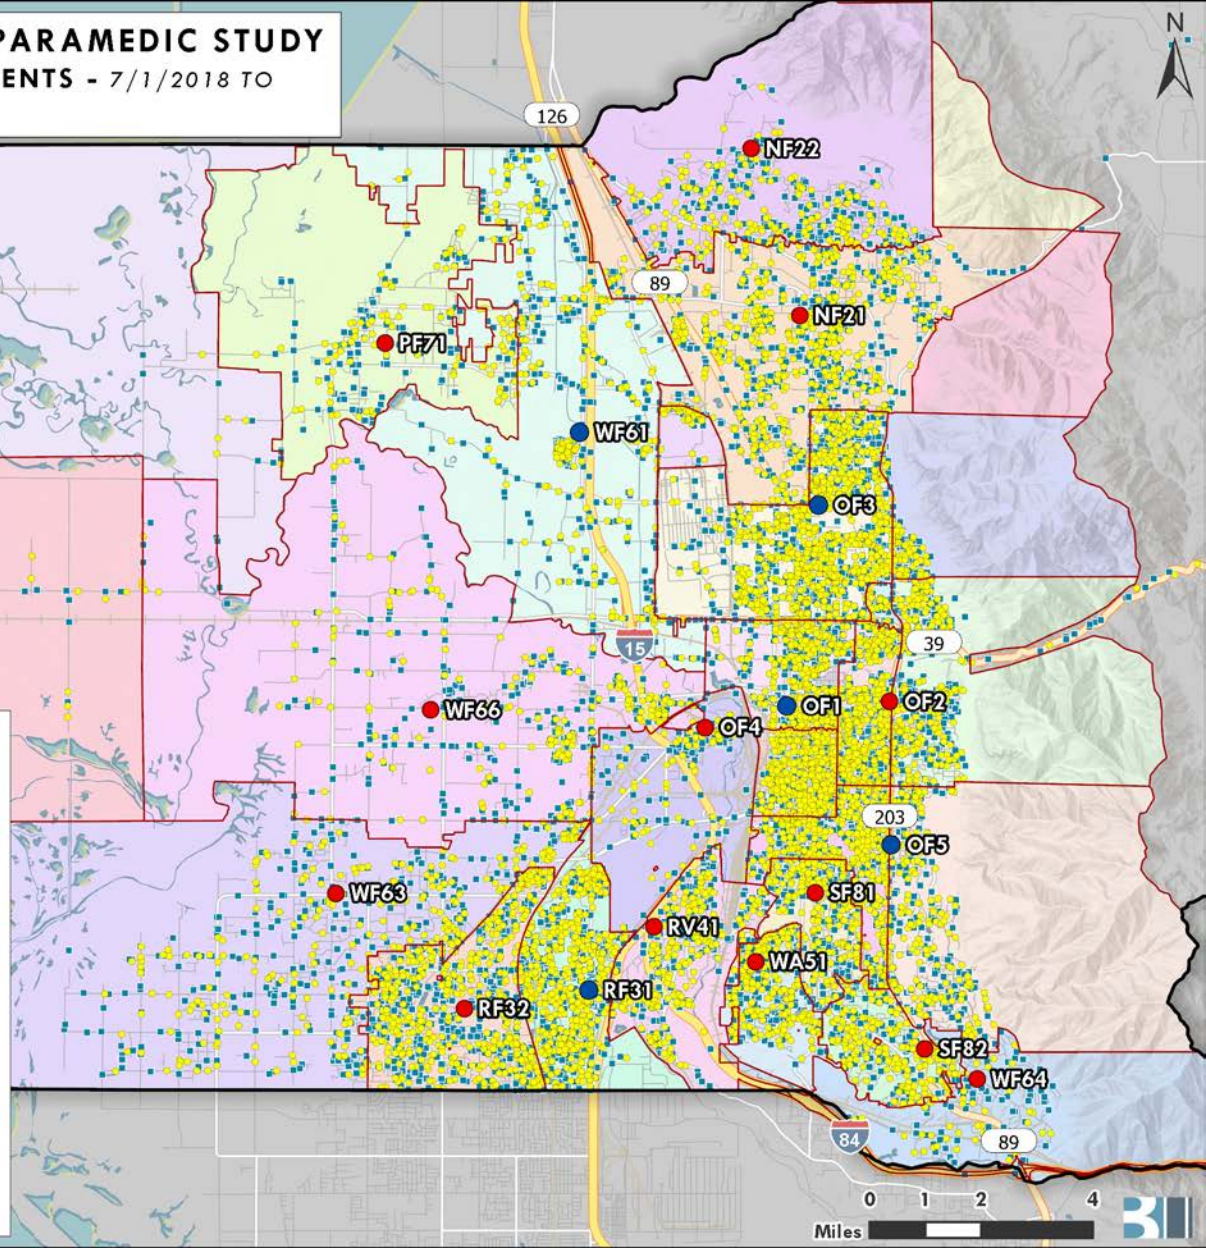 PARAMEDIC STUDY
ENTS - 7/1/2018 TO
N
126
NF22
89
NF21
PF71
WF61
OF3
15
39
WF66
OF4
OF1
OF2
203
OF5
WF63
SF81
RV41
WA51
RF31
RF32
SF82
WF64
84
89
0 1 2 4
Miles